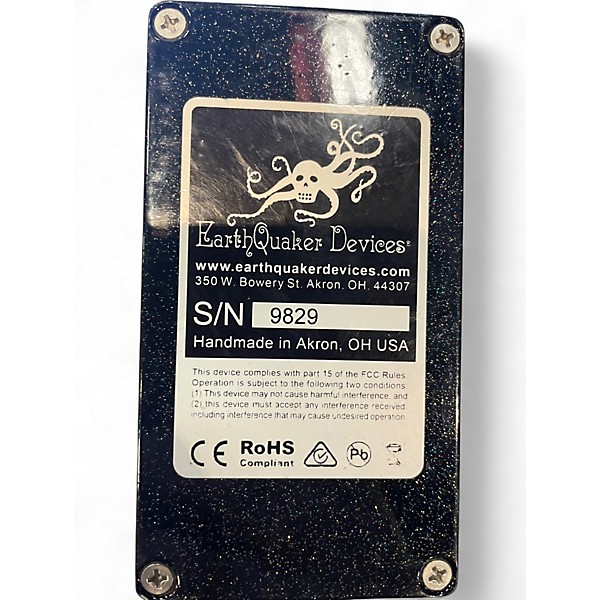 EarthQuaker Devices
www.earthquakerdevices.com
350 W. Bowery St. Akron, OH, 44307
S/N 9829
Handmade in Akron, OH USA
This device complies with part 15 of the FCC Rules
Operation is subject to the following two conditions
(1) This device may not cause harmful interference, and
(2) this device must accept any interference received
including interference that may cause undesired operation.
CE RoHS Pb
Compliant